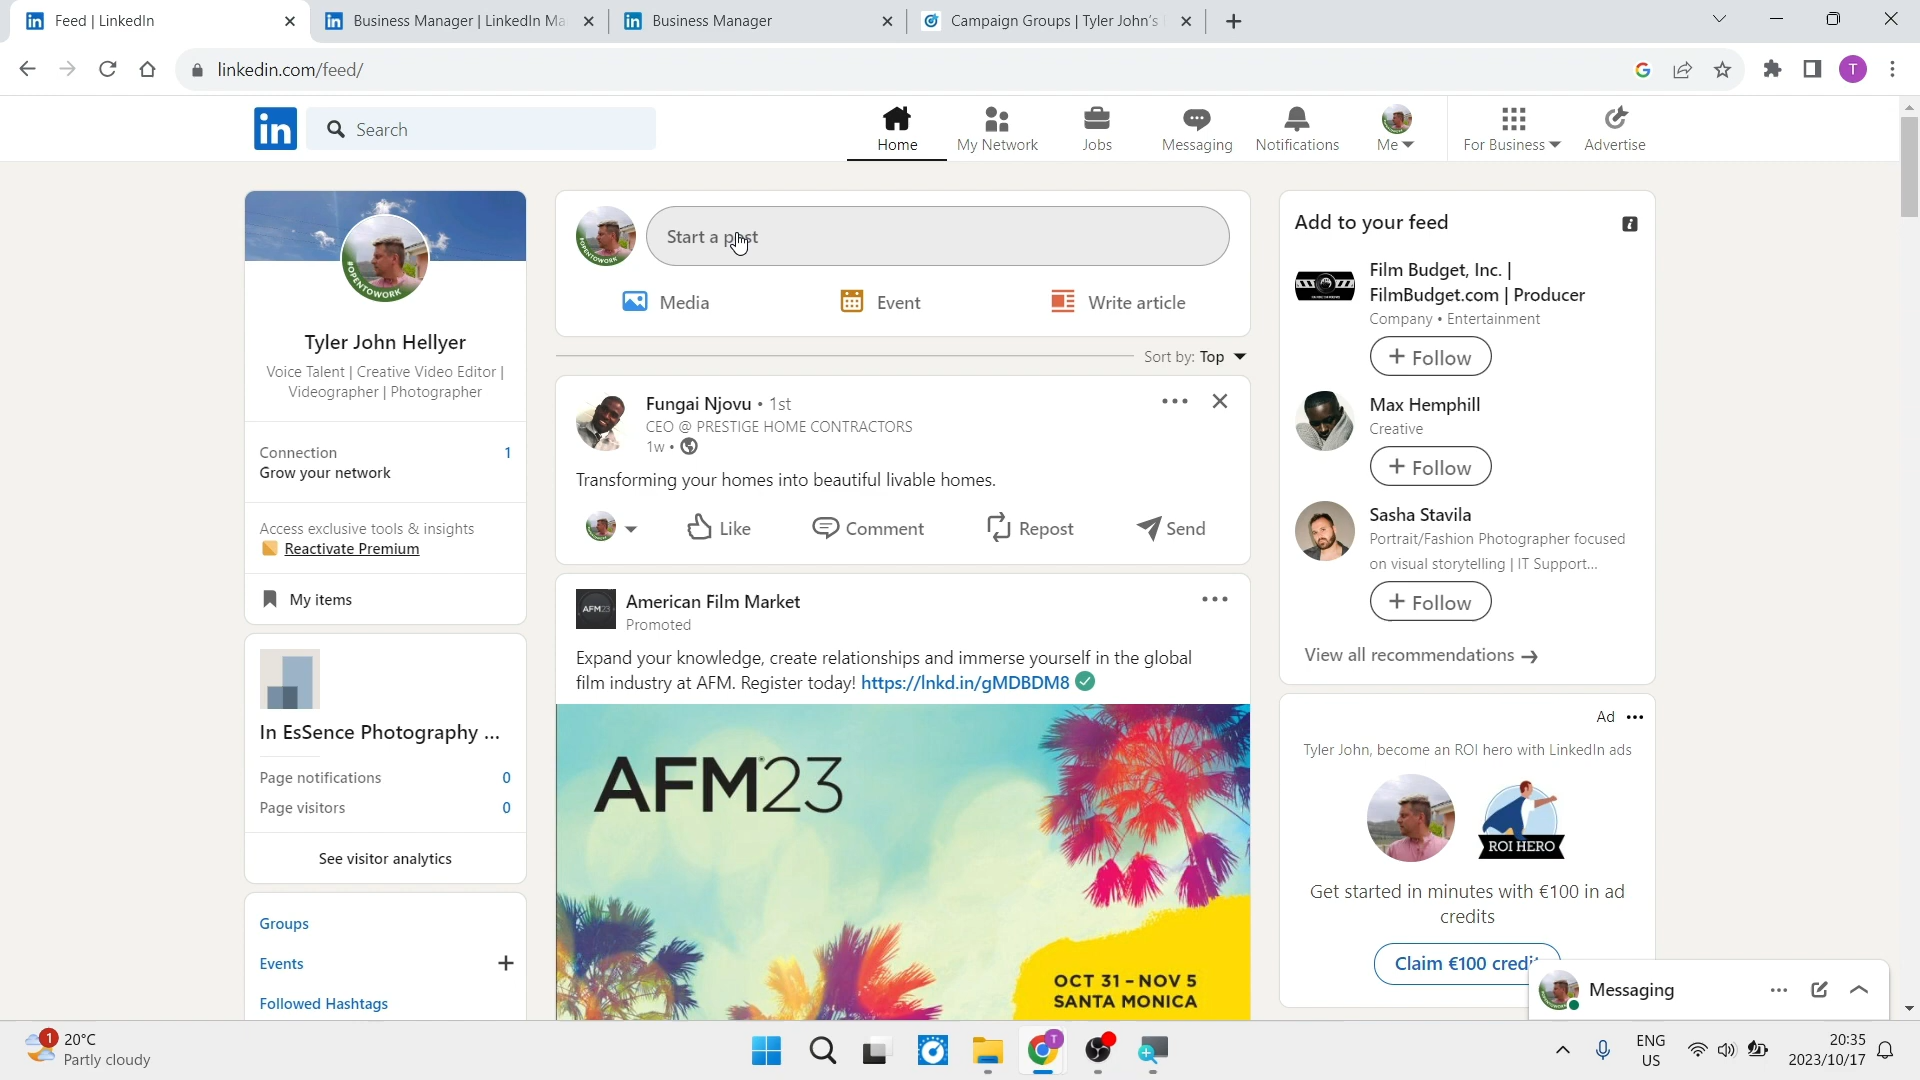 Feed | LinkedIn
Business Manager | LinkedIn Ma
Business Manager
Campaign Groups | Tyler John's
linkedin.com/feed/
T
in
Search
Home
My Network
Jobs
Messaging
Notifications
Me
For Business
Advertise
#OPENTOWORK
Tyler John Hellyer
Voice Talent | Creative Video Editor |
Videographer | Photographer
Connection
1
Grow your network
Access exclusive tools & insights
Reactivate Premium
My items
In EsSence Photography ...
Page notifications
0
Page visitors
0
See visitor analytics
Groups
Events
Followed Hashtags
Start a post
Media
Event
Write article
Sort by: Top
Fungai Njovu • 1st
CEO @ PRESTIGE HOME CONTRACTORS
1w •
Transforming your homes into beautiful livable homes.
Like
Comment
Repost
Send
AFM23
American Film Market
Promoted
Expand your knowledge, create relationships and immerse yourself in the global
film industry at AFM. Register today! https://lnkd.in/gMDBDM8
AFM®23
OCT 31 – NOV 5
SANTA MONICA
Add to your feed
Film Budget, Inc. |
FilmBudget.com | Producer
Company • Entertainment
+ Follow
Max Hemphill
Creative
+ Follow
Sasha Stavila
Portrait/Fashion Photographer focused
on visual storytelling | IT Support...
+ Follow
View all recommendations →
Ad
Tyler John, become an ROI hero with LinkedIn ads
ROI HERO
Get started in minutes with €100 in ad
credits
Claim €100 credi
Messaging
1
20°C
Partly cloudy
T
ENG
US
20:35
2023/10/17